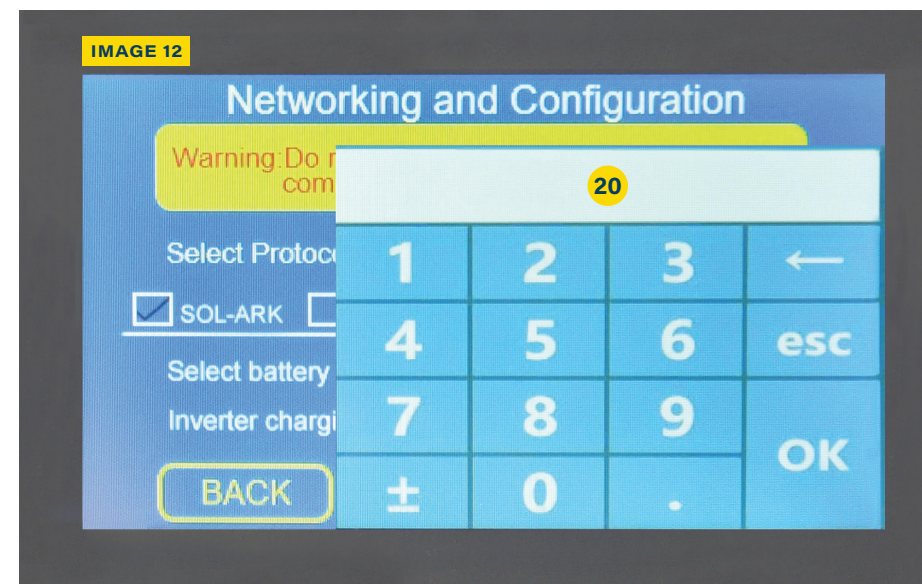 IMAGE 12
Networking and Configuration
Warning:Do
com
20
Select Protoc
SOL-ARK
Select battery
Inverter chargi
BACK
1 2 3 ←
4 5 6 esc
7 8 9
OK
± 0 .